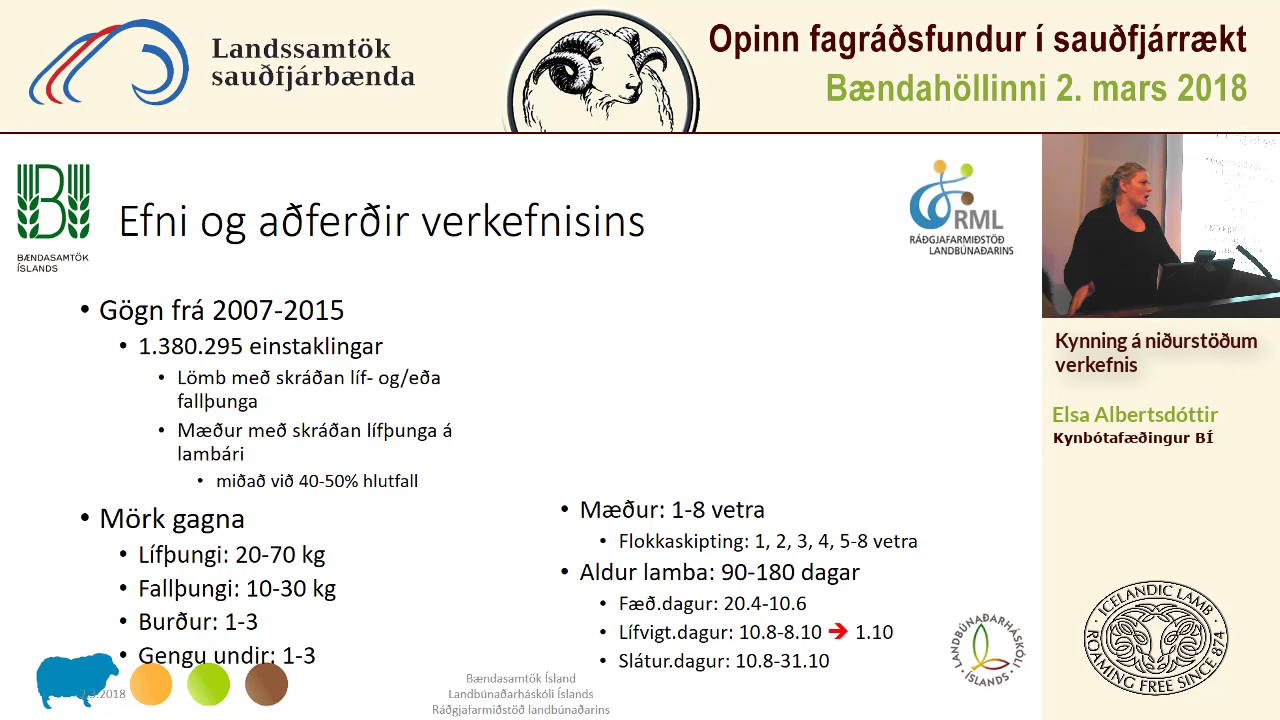 Landssamtök
sauðfjárbænda
Opinn fagráðsfundur í sauðfjárrækt
Bændahöllinni 2. mars 2018
BÆNDASAMTÖK
ÍSLANDS
Efni og aðferðir verkefnisins
RML
RÁÐGJAFARMIÐSTÖÐ
LANDBÚNAÐARINS
• Gögn frá 2007-2015
• 1.380.295 einstaklingar
• Lömb með skráðan líf- og/eða
fallþunga
• Mæður með skráðan lífþunga á
lambári
• miðað við 40-50% hlutfall
• Mörk gagna
• Lífþungi: 20-70 kg
• Fallþungi: 10-30 kg
• Burður: 1-3
• Gengu undir: 1-3
• Mæður: 1-8 vetra
• Flokkaskipting: 1, 2, 3, 4, 5-8 vetra
• Aldur lamba: 90-180 dagar
• Fæð.dagur: 20.4-10.6
• Lífvigt.dagur: 10.8-8.10 ➔ 1.10
• Slátur.dagur: 10.8-31.10
Bændasamtök Ísland
Landbúnaðarháskóli Íslands
Ráðgjafarmiðstöð landbúnaðarins
LANDBÚNAÐARHÁSKÓLI
ÍSLANDS
Kynning á niðurstöðum
verkefnis
Elsa Albertsdóttir
Kynbótafæðingur BÍ
ICELANDIC LAMB
ROAMING FREE SINCE 874